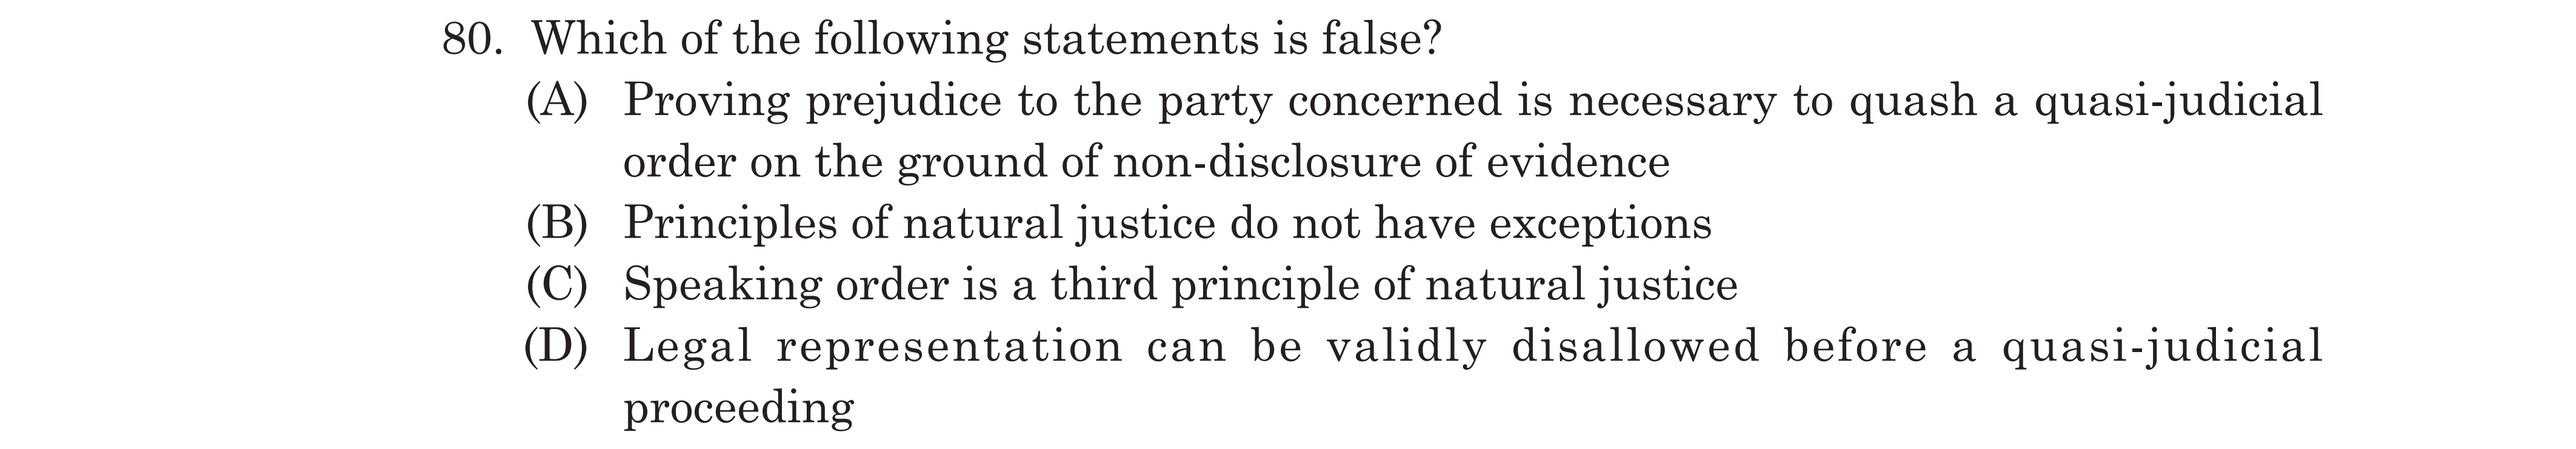 80. Which of the following statements is false?
(A) Proving prejudice to the party concerned is necessary to quash a quasi-judicial
order on the ground of non-disclosure of evidence
(B) Principles of natural justice do not have exceptions
(C) Speaking order is a third principle of natural justice
(D) Legal representation can be validly disallowed before a quasi-judicial
proceeding